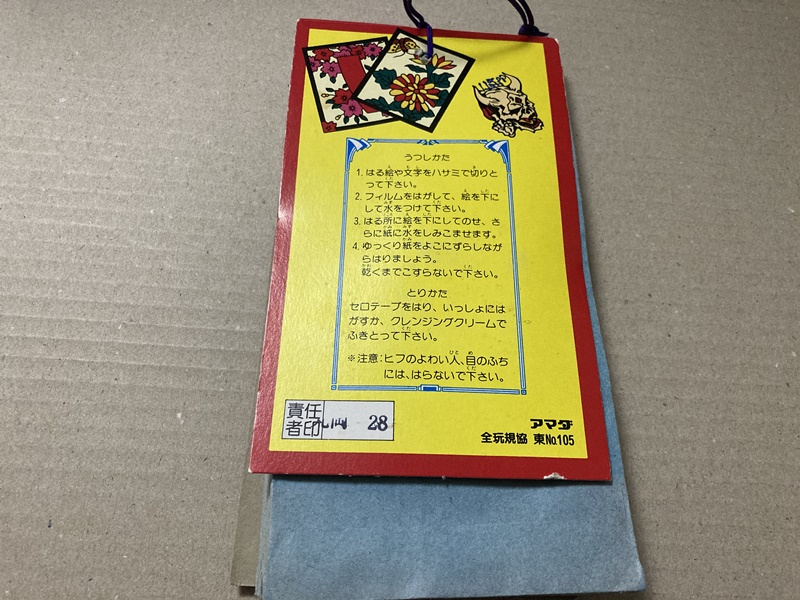 うつしかた
1. はる絵や文字をハサミで切りと
って下さい。
2. フィルムをはがして、絵を下に
して水をつけて下さい。
3. はる所に絵を下にしてのせ、さ
らに紙に水をしみこませます。
4. ゆっくり紙をよこにずらしなが
らはりましょう。
乾くまでこすらないで下さい。
とりかた
セロテープをはり、いっしょには
がすか、クレンジングクリームで
ふきとって下さい。
※注意:ヒフのよわい人、目のふち
には、はらないで下さい。
責任
者印
28
アマダ
全玩規協 東No.105